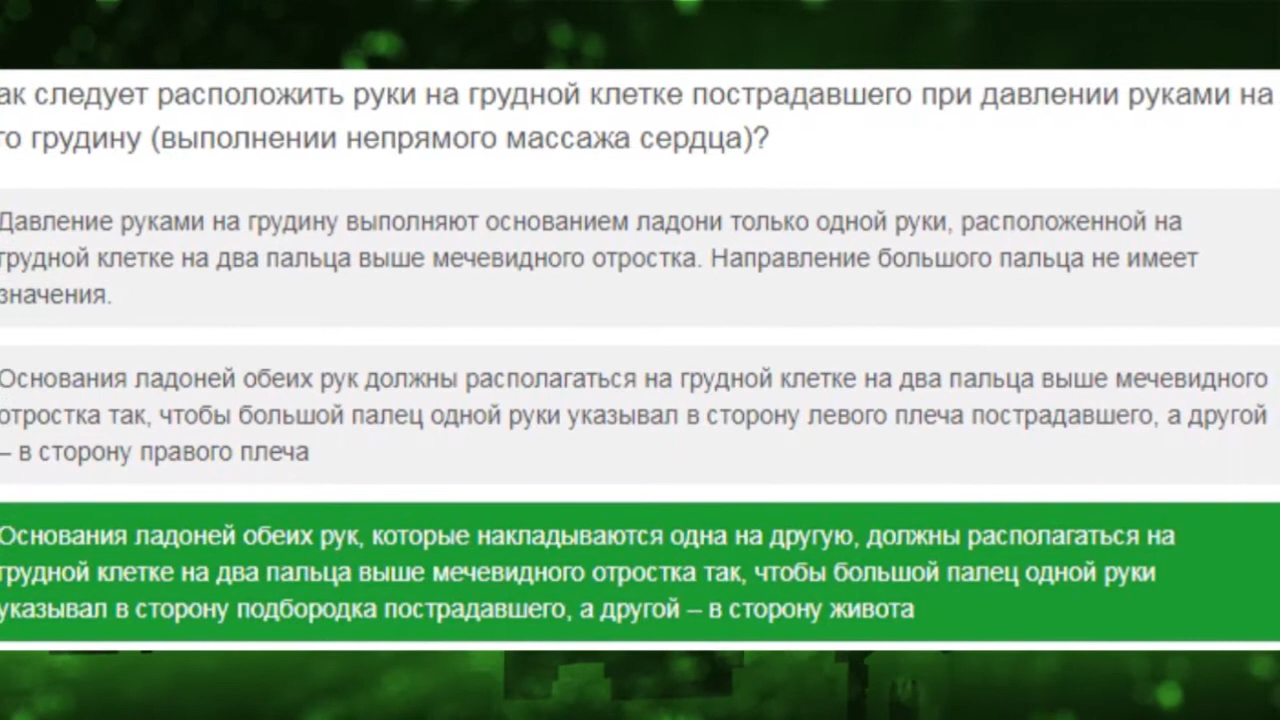 ак следует расположить руки на грудной клетке пострадавшего при давлении руками на
го грудину (выполнении непрямого массажа сердца)?
Давление руками на грудину выполняют основанием ладони только одной руки, расположенной на
грудной клетке на два пальца выше мечевидного отростка. Направление большого пальца не имеет
значения.
Основания ладоней обеих рук должны располагаться на грудной клетке на два пальца выше мечевидного
отростка так, чтобы большой палец одной руки указывал в сторону левого плеча пострадавшего, а другой
– в сторону правого плеча
Основания ладоней обеих рук, которые накладываются одна на другую, должны располагаться на
грудной клетке на два пальца выше мечевидного отростка так, чтобы большой палец одной руки
указывал в сторону подбородка пострадавшего, а другой – в сторону живота